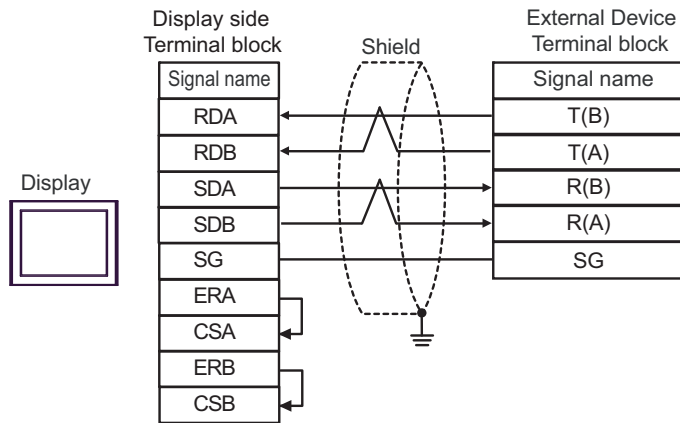 Display side
Terminal block
Shield
External Device
Terminal block
Signal name
Signal name
RDA
T(B)
RDB
T(A)
Display
SDA
R(B)
SDB
R(A)
SG
SG
ERA
CSA
ERB
CSB